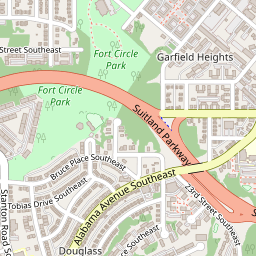 Street Southeast
Fort Circle
Park
Garfield Heights
Fort Circle
Park
Suitland Parkway
Bruce Place Southeast
Alabama Avenue Southeast
Tobias Drive Southeast
23rd Street Southeast
Stanton Road So
Douglass
S